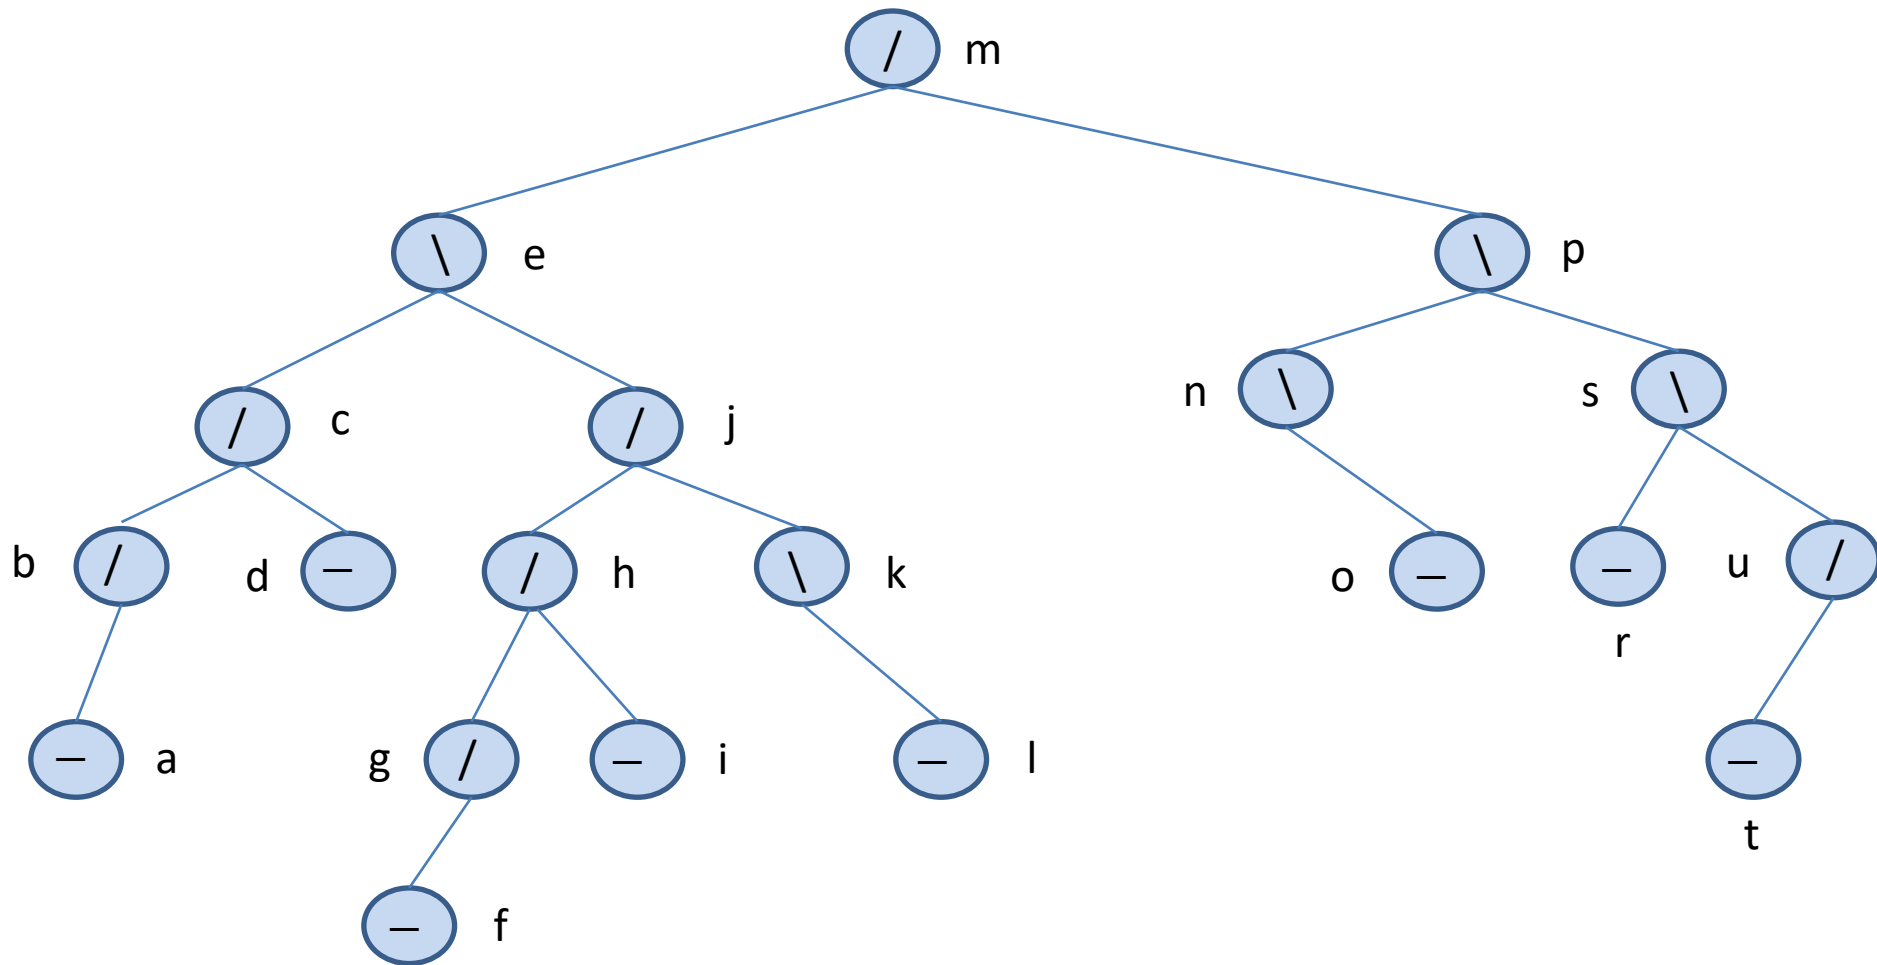 / m
\ e \ p
/ c / j n \ s \
b / d – / h \ k o – – u /
r
– a g / – i – l –
t
– f